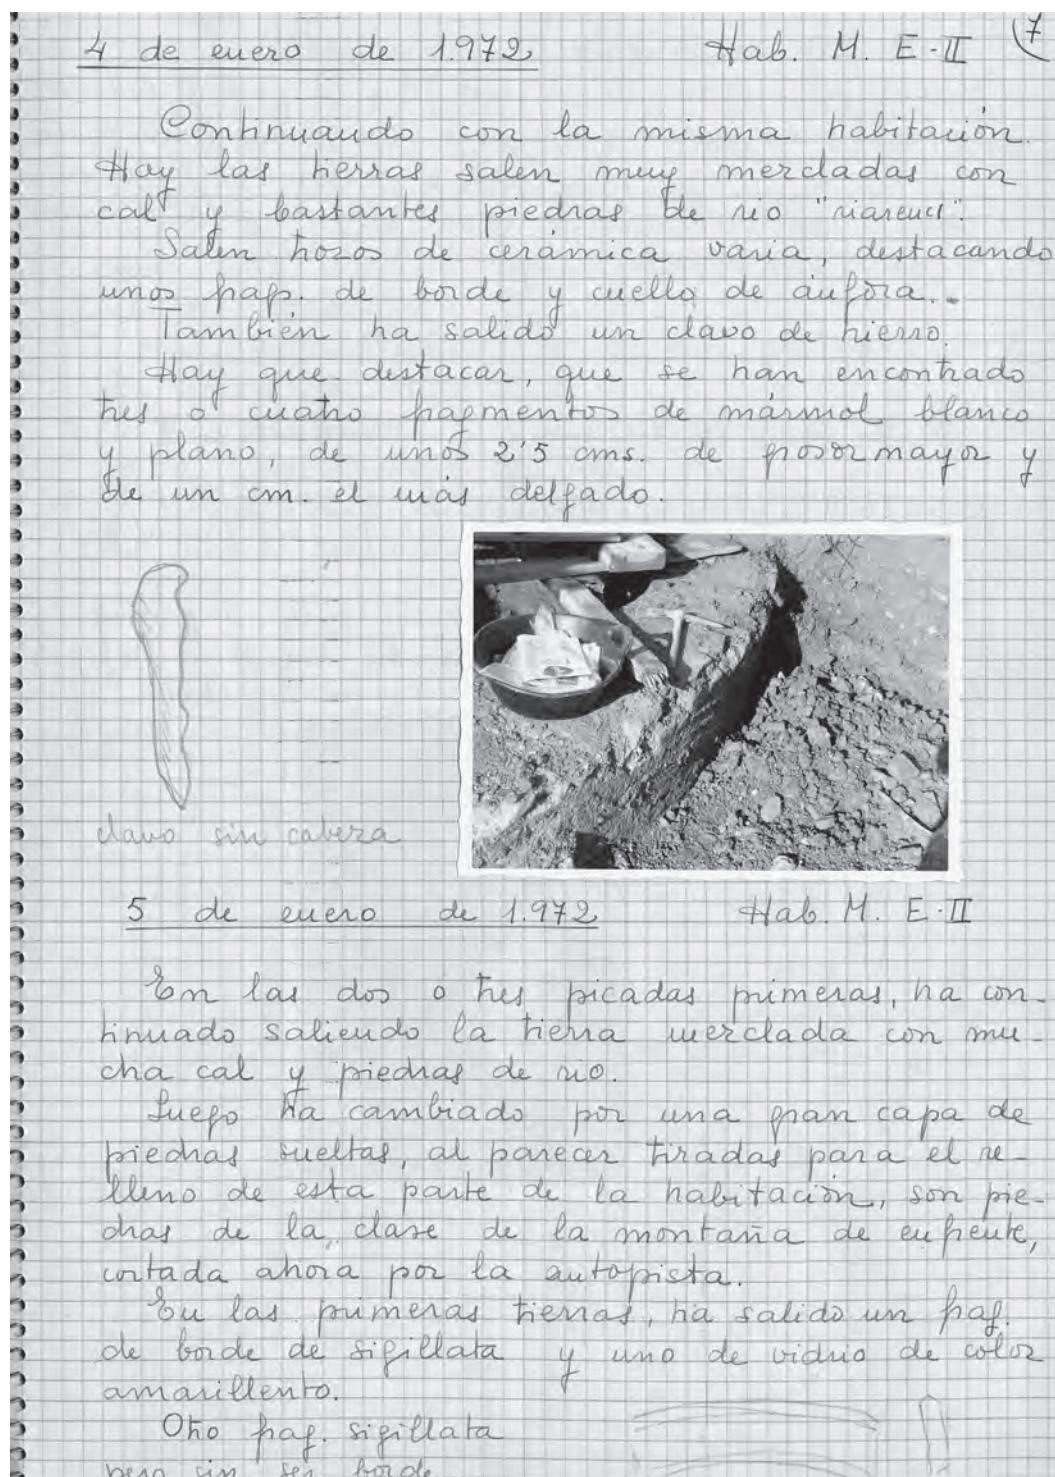 4 de enero de 1.972 Hab. M. E-II 7
Continuando con la misma habitación.
Hoy las tierras salen muy mezcladas con
cal y bastantes piedras de rio
Salen trozos de cerámica varia, destacando
unos frag. de borde y cuello de ánfora.
También ha salido un clavo de hierro.
Hay que destacar, que se han encontrado
tres o cuatro fragmentos de mármol blanco
y plano, de unos 2'5 cms. de grosor mayor y
de un cm. el más delgado.
clavo sin cabeza
5 de enero de 1.972 Hab. M. E-II
En las dos o tres picadas primeras, ha con-
tinuado saliendo la tierra mezclada con mu-
cha cal y piedras de rio.
Luego ha cambiado por una gran capa de
piedras sueltas, al parecer tiradas para el re-
lleno de esta parte de la habitación, son pie-
dras de la clase de la montaña de enfrente,
cortada ahora por la autopista.
En las primeras tierras, ha salido un frag.
de borde de sigillata y uno de vidrio de color
amarillento.
Otro frag. sigillata
pero sin ser borde